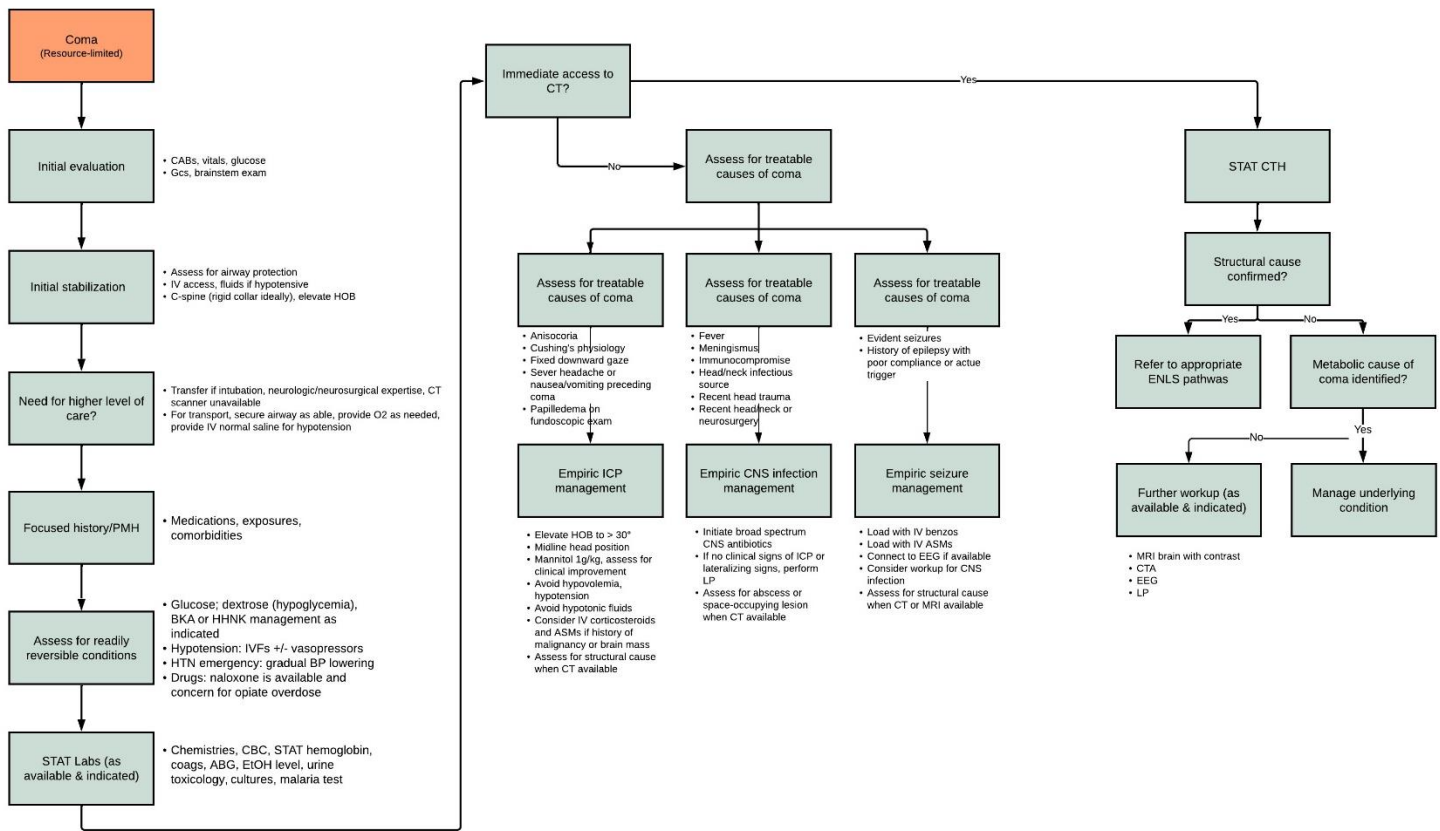 Coma
(Resource-limited)
Initial evaluation
• CABs, vitals, glucose
• Gcs, brainstem exam
Initial stabilization
• Assess for airway protection
• IV access, fluids if hypotensive
• C-spine (rigid collar ideally), elevate HOB
Need for higher level of
care?
• Transfer if intubation, neurologic/neurosurgical expertise, CT
scanner unavailable
• For transport, secure airway as able, provide O2 as needed,
provide IV normal saline for hypotension
Focused history/PMH
• Medications, exposures,
comorbidities
Assess for readily
reversible conditions
• Glucose; dextrose (hypoglycemia),
BKA or HHNK management as
indicated
• Hypotension: IVFs +/- vasopressors
• HTN emergency: gradual BP lowering
• Drugs: naloxone is available and
concern for opiate overdose
STAT Labs (as
available & indicated)
• Chemistries, CBC, STAT hemoglobin,
coags, ABG, EtOH level, urine
toxicology, cultures, malaria test
Immediate access to
CT?
No
Yes
Assess for treatable
causes of coma
Assess for treatable
causes of coma
• Anisocoria
• Cushing's physiology
• Fixed downward gaze
• Sever headache or
nausea/vomiting preceding
coma
• Papilledema on
fundoscopic exam
Empiric ICP
management
• Elevate HOB to > 30°
• Midline head position
• Mannitol 1g/kg, assess for
clinical improvement
• Avoid hypovolemia,
hypotension
• Avoid hypotonic fluids
• Consider IV corticosteroids
and ASMs if history of
malignancy or brain mass
• Assess for structural cause
when CT available
Assess for treatable
causes of coma
• Fever
• Meningismus
• Immunocompromise
• Head/neck infectious
source
• Recent head trauma
• Recent head/neck or
neurosurgery
Empiric CNS infection
management
• Initiate broad spectrum
CNS antibiotics
• If no clinical signs of ICP or
lateralizing signs, perform
LP
• Assess for abscess or
space-occupying lesion
when CT available
Assess for treatable
causes of coma
• Evident seizures
• History of epilepsy with
poor compliance or actue
trigger
Empiric seizure
management
• Load with IV benzos
• Load with IV ASMs
• Connect to EEG if available
• Consider workup for CNS
infection
• Assess for structural cause
when CT or MRI available
STAT CTH
Structural cause
confirmed?
Yes
No
Refer to appropriate
ENLS pathwas
Metabolic cause of
coma identified?
No
Yes
Further workup (as
available & indicated)
• MRI brain with contrast
• CTA
• EEG
• LP
Manage underlying
condition